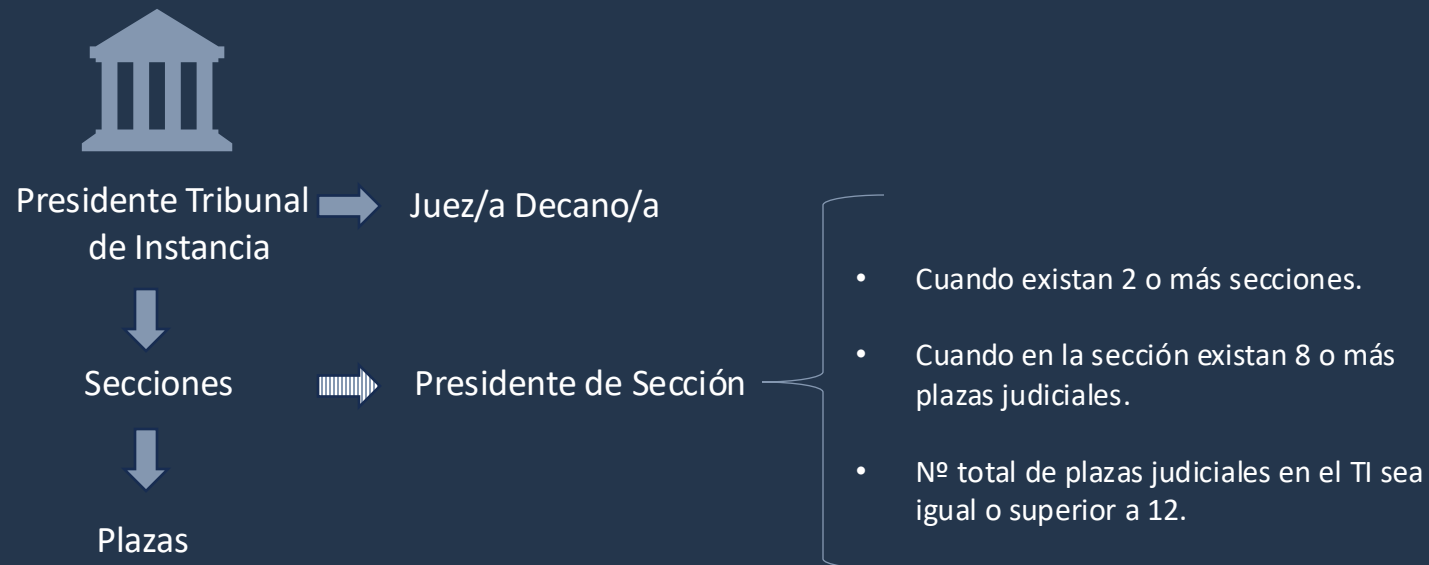 Presidente Tribunal
de Instancia
Juez/a Decano/a
Secciones
Presidente de Sección
• Cuando existan 2 o más secciones.
• Cuando en la sección existan 8 o más
plazas judiciales.
• Nº total de plazas judiciales en el TI sea
igual o superior a 12.
Plazas